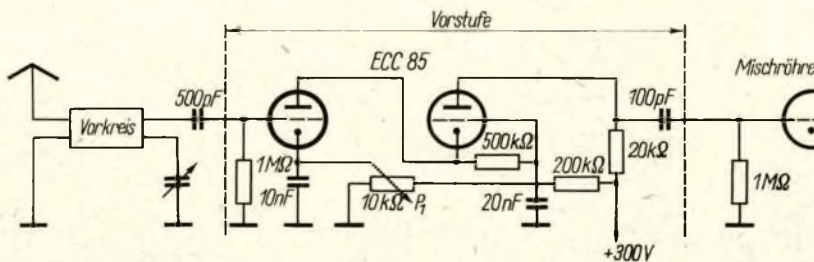 Vorstufe
ECC 85
Mischröhre
500pF
100pF
Vorkreis
500kΩ
1MΩ
200kΩ
20kΩ
10nF
10kΩ
P1
20nF
1MΩ
+300V